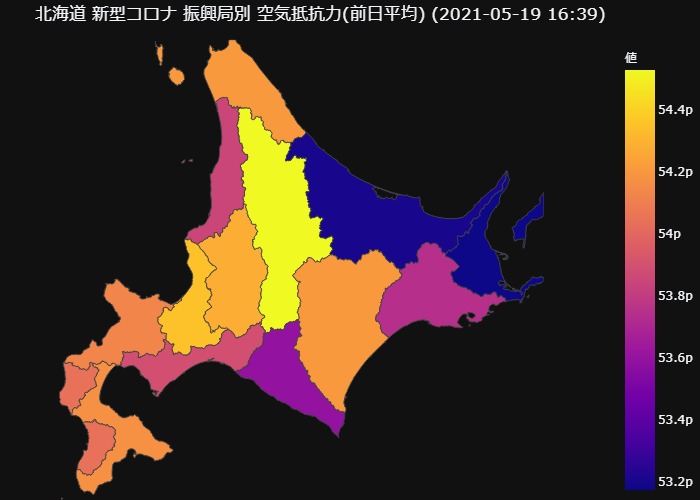 北海道 新型コロナ 振興局別 空気抵抗力(前日平均) (2021-05-19 16:39)
値
54.4p
54.2p
54p
53.8p
53.6p
53.4p
53.2p